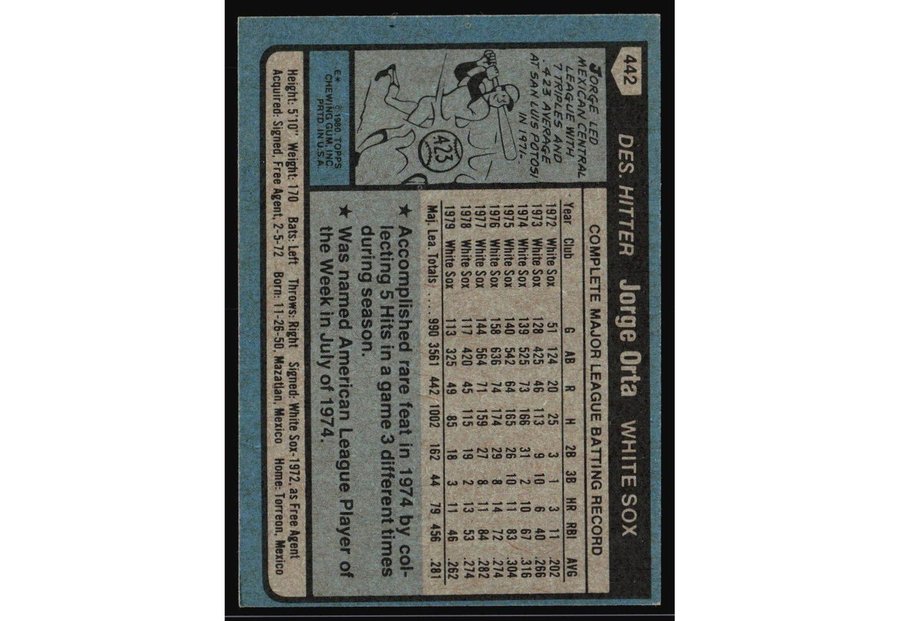 442
DES. HITTER Jorge Orta WHITE SOX
JORGE LED
MEXICAN CENTRAL
LEAGUE WITH
7 TRIPLES AND
.423 AVERAGE
AT SAN LUIS POTOSI
IN 1971.
.423
E* © 1980 TOPPS
CHEWING GUM, INC.
PRTD. IN U.S.A.
COMPLETE MAJOR LEAGUE BATTING RECORD
Year Club G AB R H 2B 3B HR RBI AVG
1972 White Sox 51 124 20 25 3 1 3 11 .202
1973 White Sox 128 425 46 113 9 10 6 40 .266
1974 White Sox 139 525 73 166 31 2 10 67 .316
1975 White Sox 140 542 64 165 26 10 11 83 .304
1976 White Sox 158 636 74 174 29 8 14 72 .274
1977 White Sox 144 564 71 159 27 8 11 84 .282
1978 White Sox 117 420 45 115 19 2 13 53 .274
1979 White Sox 113 325 49 85 18 3 11 46 .262
Maj. Lea. Totals ..... 990 3561 442 1002 162 44 79 456 .281
★ Accomplished rare feat in 1974 by col-
lecting 5 Hits in a game 3 different times
during season.
★ Was named American League Player of
the Week in July of 1974.
Height: 5'10" Weight: 170 Bats: Left Throws: Right Signed: White Sox-1972, as Free Agent
Acquired: Signed, Free Agent, 2-5-72 Born: 11-26-50, Mazatlan, Mexico Home: Torreon, Mexico